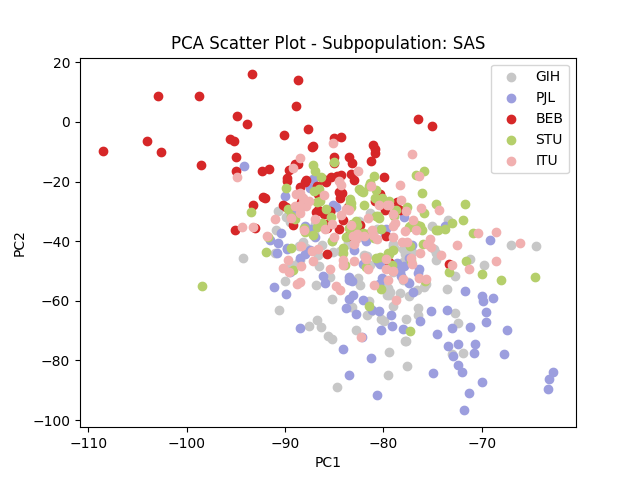 PCA Scatter Plot - Subpopulation: SAS
GIH
PJL
BEB
STU
ITU
PC2
20
0
−20
−40
−60
−80
−100
−110
−100
−90
−80
−70
PC1